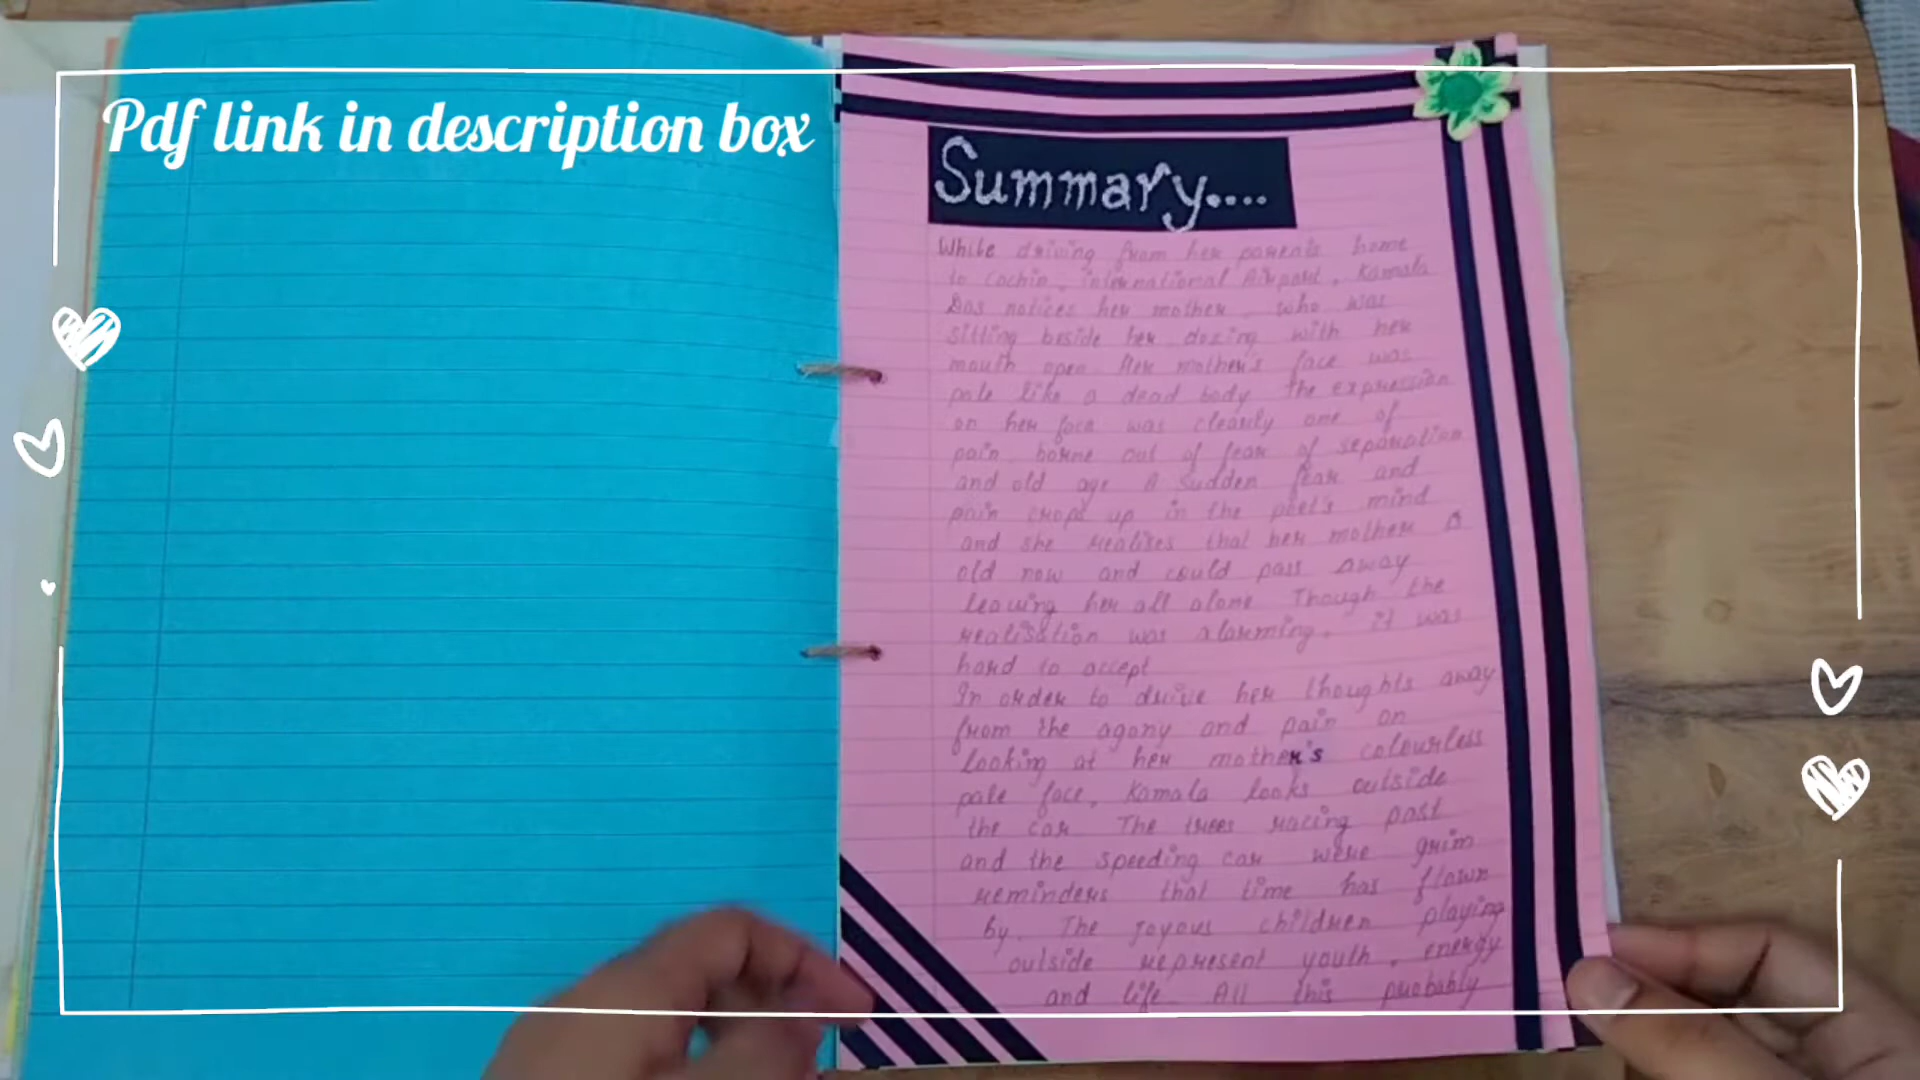 Pdf link in description box
Summary....
While driving from her parents home
to Cochin, international Airport, Kamala
Das notices her mother, who was
sitting beside her dozing with her
mouth open. Her mother's face was
pale like a dead body. The expression
on her face was clearly one of
pain borne out of fear of separation
and old age A sudden fear and
pain crops up in the poet's mind
and she realises that her mother is
old now and could pass away
leaving her all alone. Though the
realisation was alarming, it was
hard to accept
In order to drive her thoughts away
from the agony and pain on
looking at her mother's colourless
pale face, Kamala looks outside
the car The trees racing past
and the speeding car were grim
reminders that time has flown
by. The joyous children playing
outside represent youth, energy
and life. All this probably